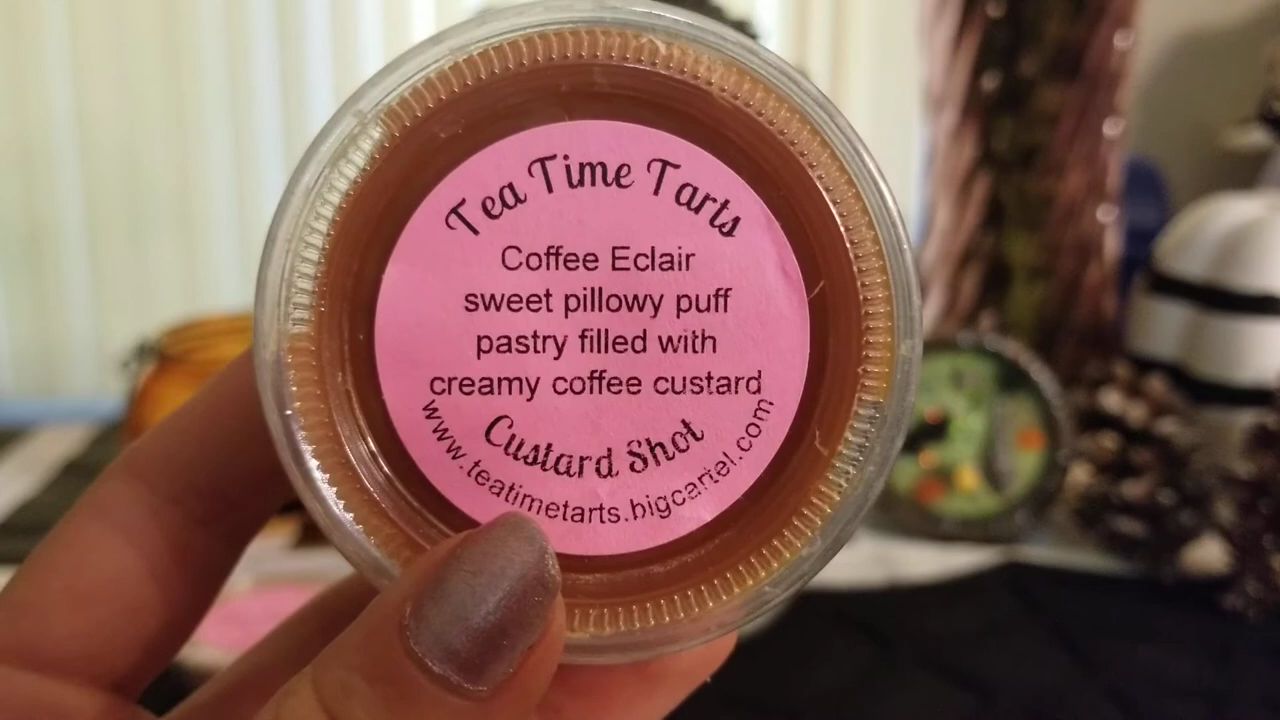 Tea Time Tarts
Coffee Eclair
sweet pillowy puff
pastry filled with
creamy coffee custard
Custard Shot
www.teatimetarts.bigcartel.com